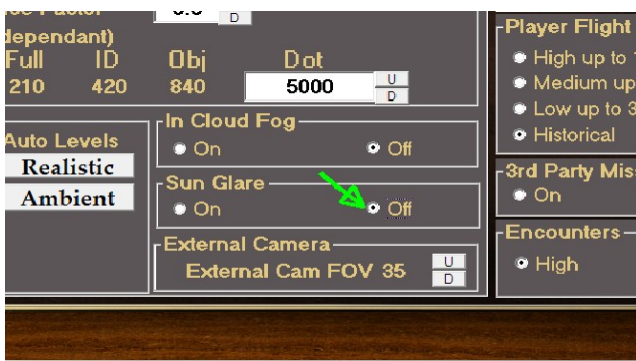 Factor
D
dependant)
Full ID Obj Dot
210 420 840 5000 U
D
Auto Levels
Realistic
Ambient
In Cloud Fog
On Off
Sun Glare
On Off
External Camera
External Cam FOV 35 U
D
Player Flight
High up to
Medium up
Low up to 3
Historical
3rd Party Mis
On
Encounters
High